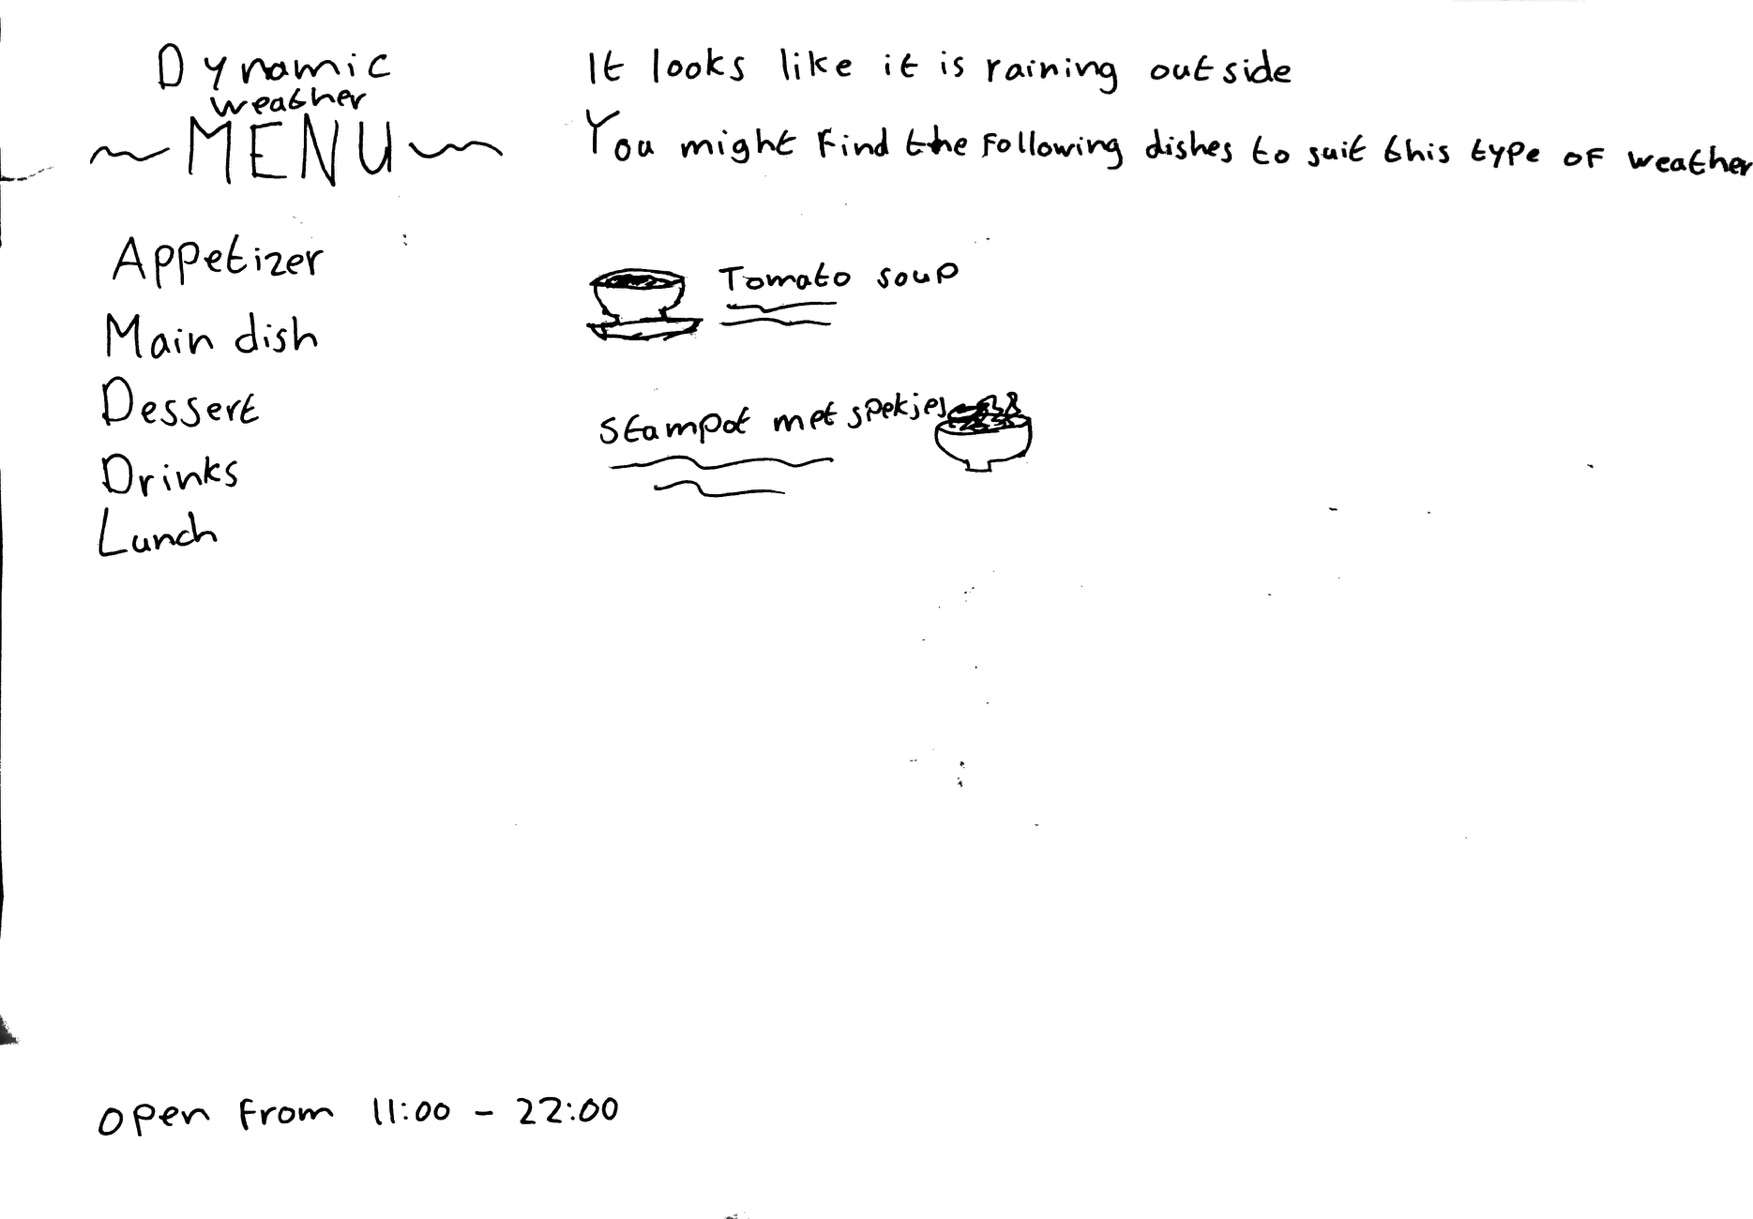 Dynamic
weather
~MENU~
Appetizer
Main dish
Dessert
Drinks
Lunch
Open from 11:00 - 22:00
It looks like it is raining outside
You might find the following dishes to suit this type of weather
Tomato soup
Stampot met spekjes